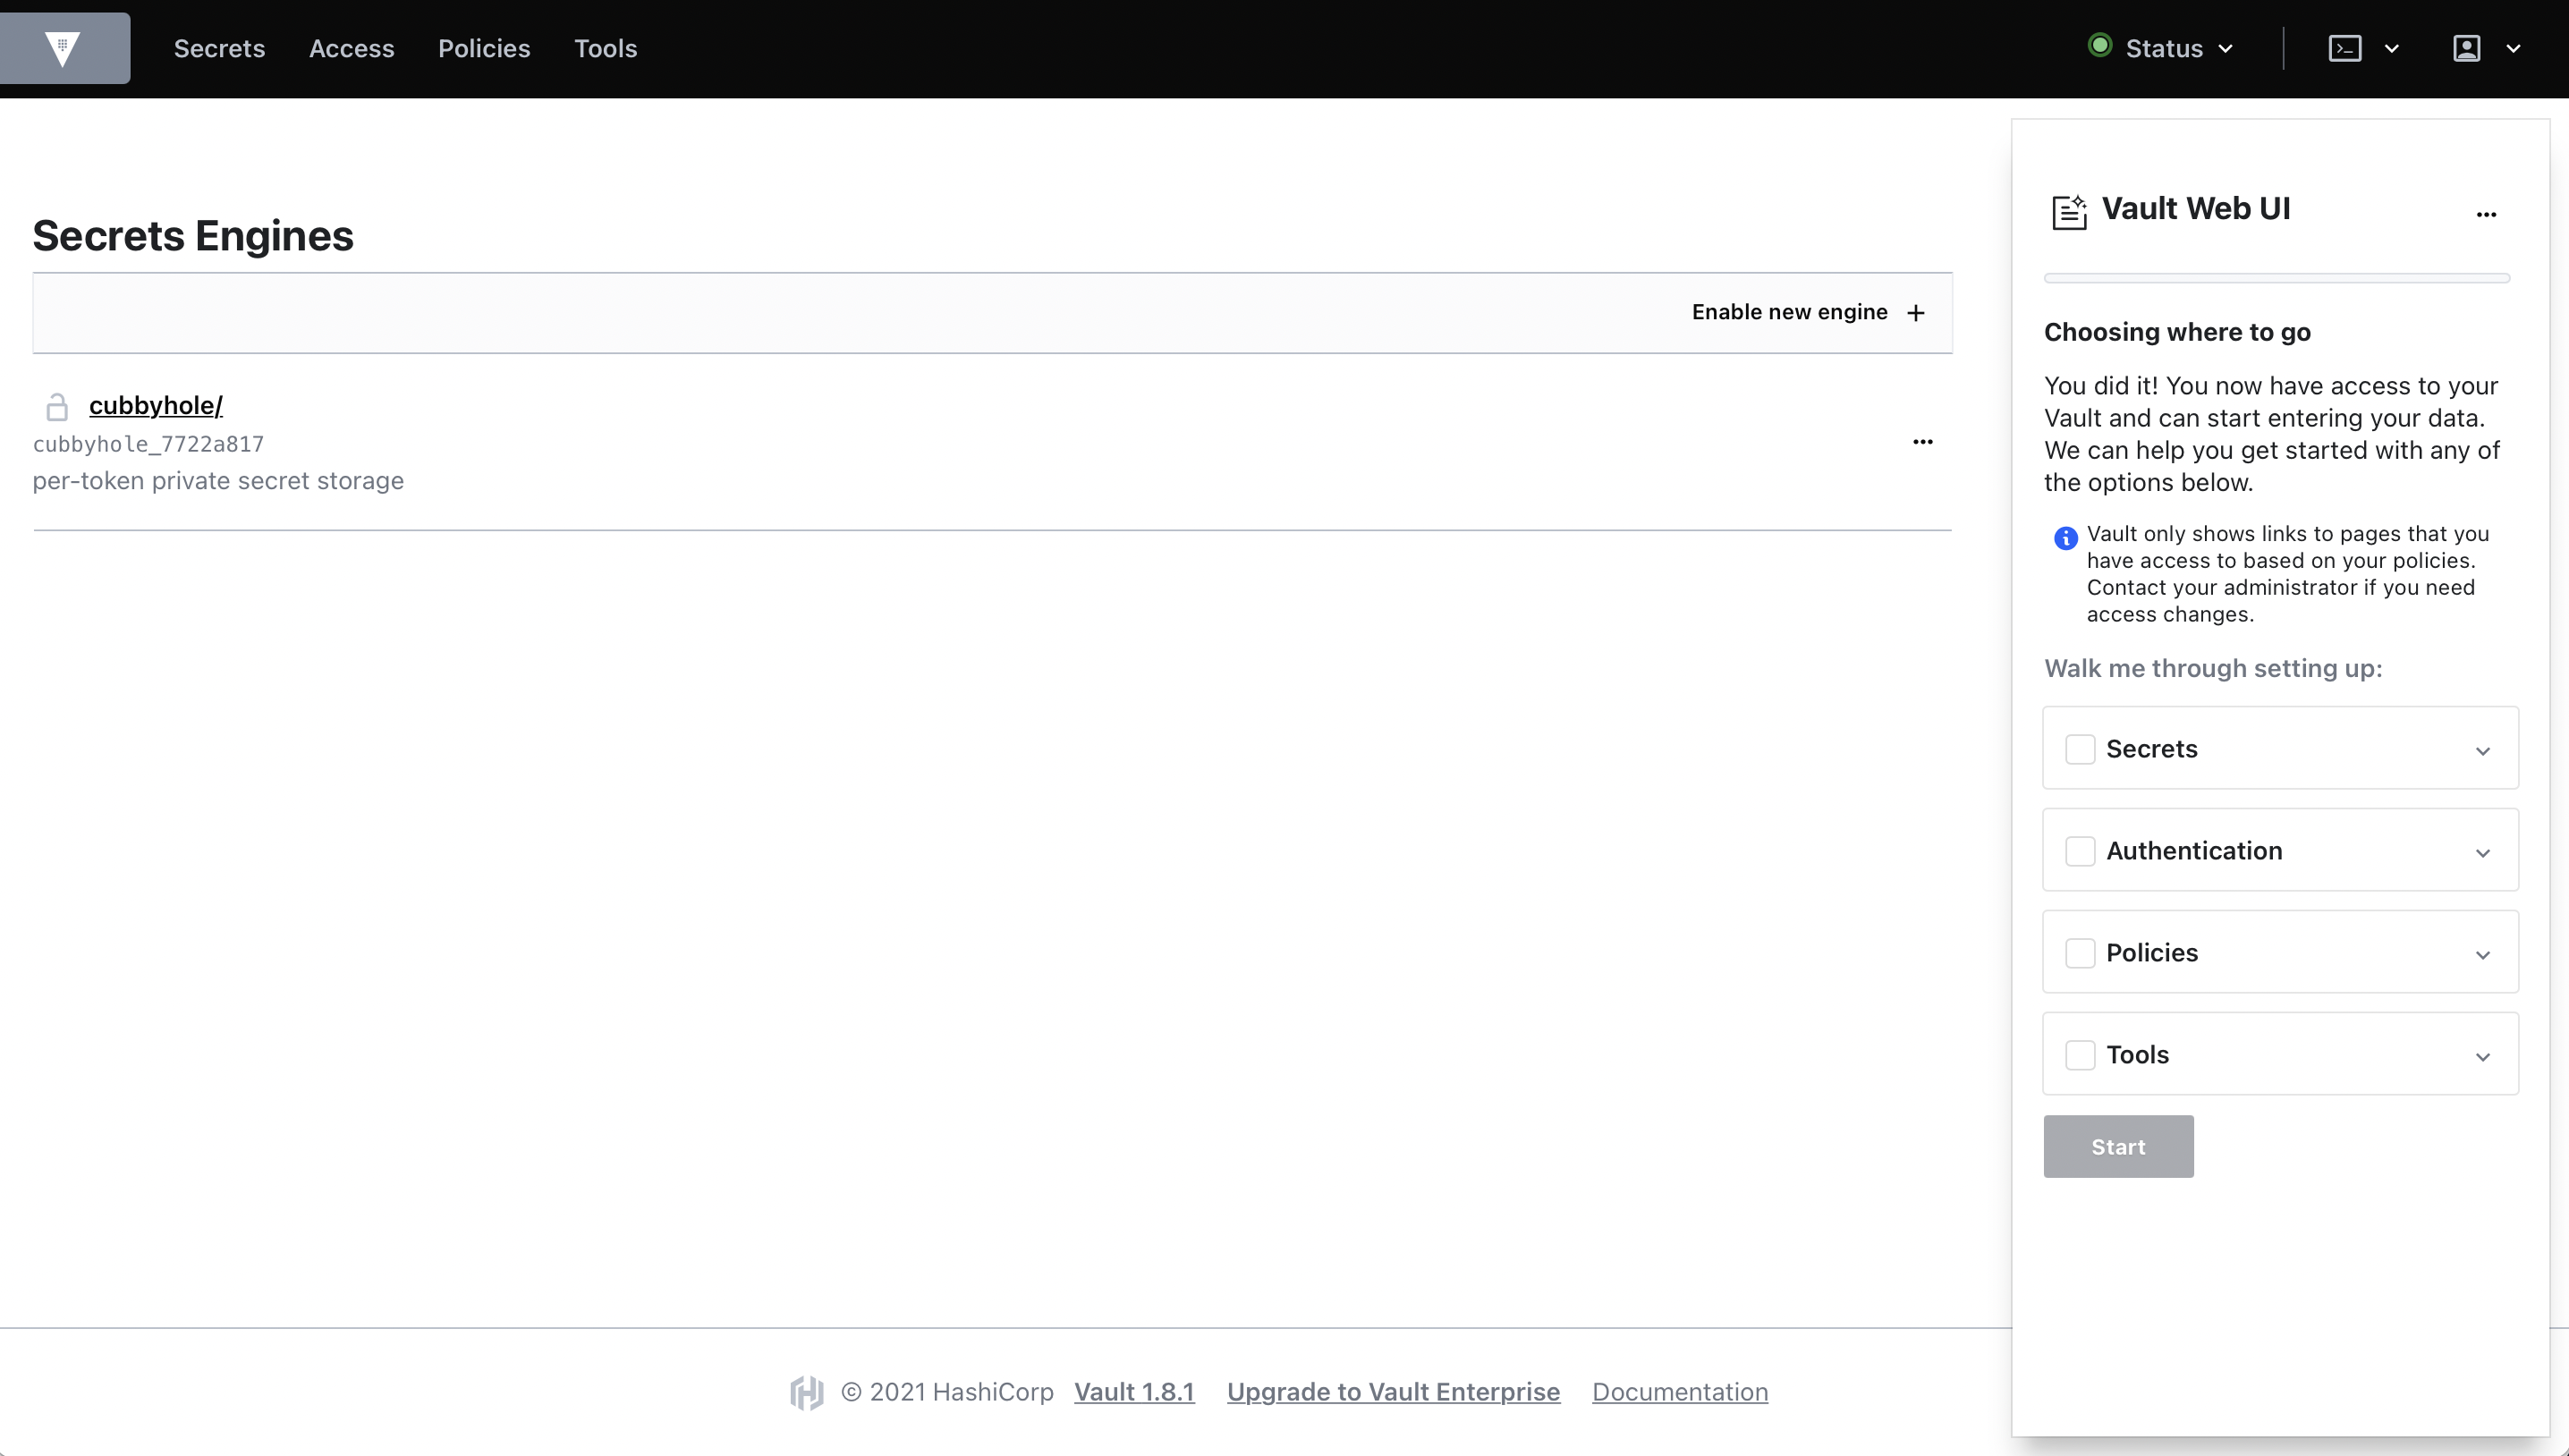 Secrets Access Policies Tools Status
Secrets Engines
Enable new engine
cubbyhole/
cubbyhole_7722a817
per-token private secret storage
Vault Web UI
Choosing where to go
You did it! You now have access to your
Vault and can start entering your data.
We can help you get started with any of
the options below.
Vault only shows links to pages that you
have access to based on your policies.
Contact your administrator if you need
access changes.
Walk me through setting up:
Secrets
Authentication
Policies
Tools
Start
© 2021 HashiCorp Vault 1.8.1 Upgrade to Vault Enterprise Documentation